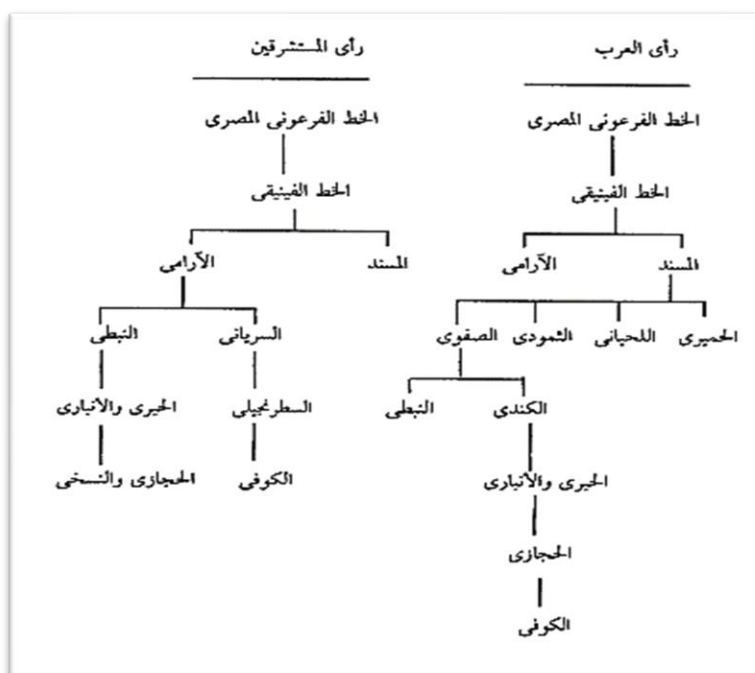 رأى العرب
رأى المستشرقين
الخط الفرعونى المصرى
الخط الفرعونى المصرى
الخط الفينيقى
الخط الفينيقى
المسند
الآرامى
المسند
الآرامى
الحميرى
اللحيانى
الثمودى
الصفوى
السريانى
النبطى
الكندى
النبطى
السطرنجيلى
الحيرى والأنبارى
الحيرى والأنبارى
الكوفى
الحجازى والنسخى
الحجازى
الكوفى